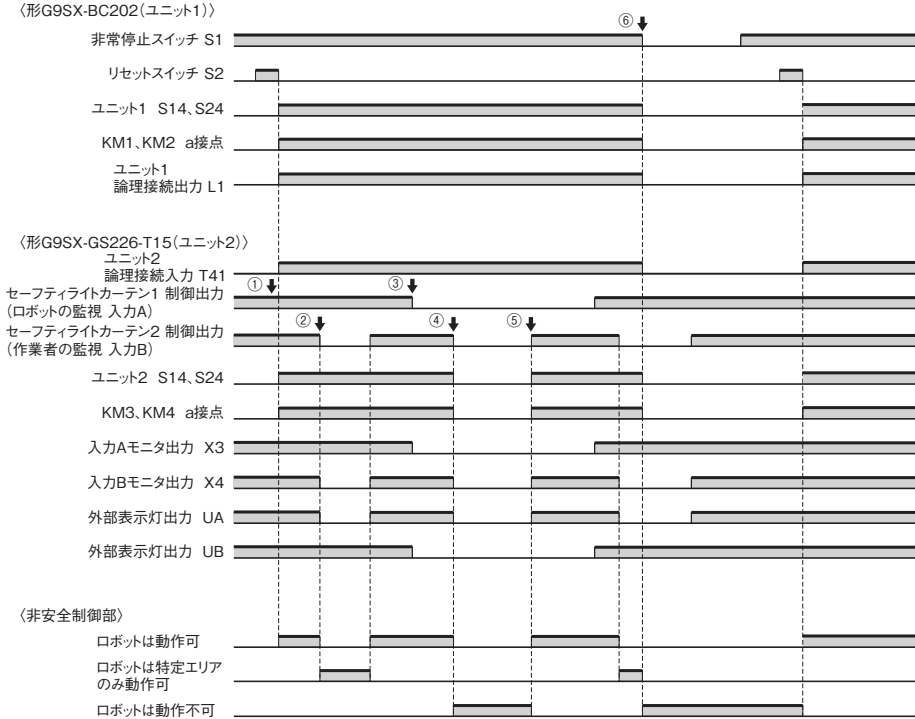 〈形G9SX-BC202(ユニット1)〉
⑥
非常停止スイッチ S1
リセットスイッチ S2
ユニット1 S14、S24
KM1、KM2 a接点
ユニット1
論理接続出力 L1
〈形G9SX-GS226-T15(ユニット2)〉
ユニット2
論理接続入力 T41
① ③
セーフティライトカーテン1 制御出力
(ロボットの監視 入力A)
② ④ ⑤
セーフティライトカーテン2 制御出力
(作業者の監視 入力B)
ユニット2 S14、S24
KM3、KM4 a接点
入力Aモニタ出力 X3
入力Bモニタ出力 X4
外部表示灯出力 UA
外部表示灯出力 UB
〈非安全制御部〉
ロボットは動作可
ロボットは特定エリア
のみ動作可
ロボットは動作不可